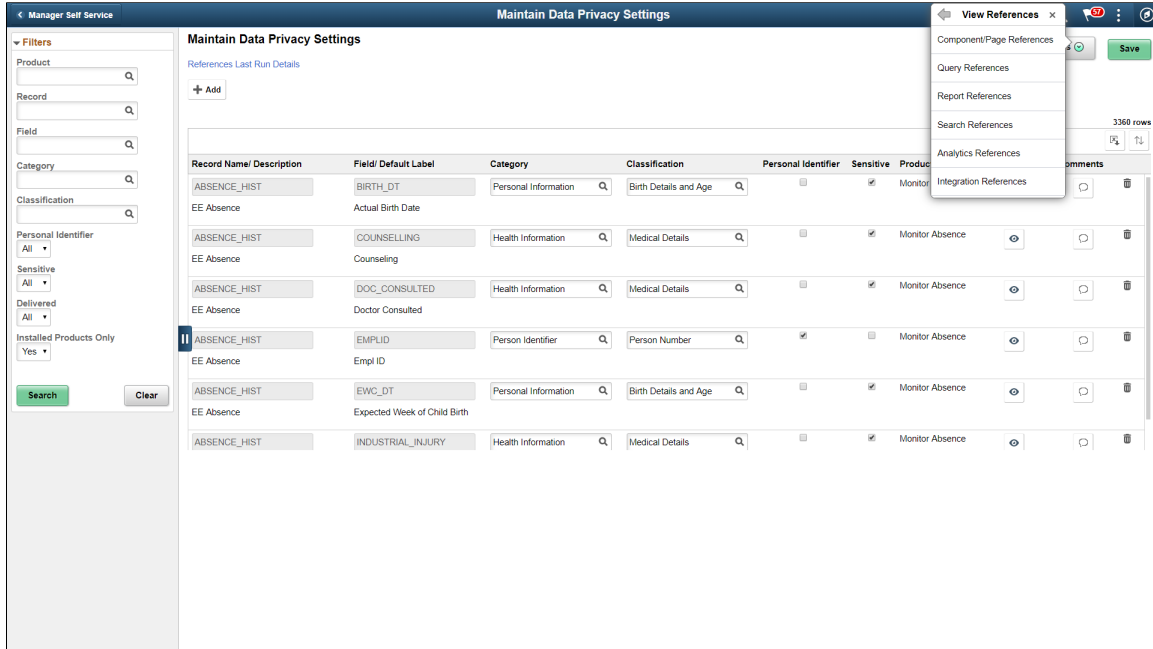 Manager Self Service
Maintain Data Privacy Settings
View References ×
57
Filters
Product
Record
Field
Category
Classification
Personal Identifier
All
Sensitive
All
Delivered
All
Installed Products Only
Yes
Search Clear
Maintain Data Privacy Settings
References Last Run Details
+ Add
Component/Page References
Query References
Report References
Search References
Analytics References
Integration References
s
Save
3360 rows
Record Name/ Description Field/ Default Label Category Classification Personal Identifier Sensitive Produc omments
ABSENCE_HIST BIRTH_DT Personal Information Birth Details and Age Monitor
EE Absence Actual Birth Date
ABSENCE_HIST COUNSELLING Health Information Medical Details Monitor Absence
EE Absence Counseling
ABSENCE_HIST DOC_CONSULTED Health Information Medical Details Monitor Absence
EE Absence Doctor Consulted
ABSENCE_HIST EMPLID Person Identifier Person Number Monitor Absence
EE Absence Empl ID
ABSENCE_HIST EWC_DT Personal Information Birth Details and Age Monitor Absence
EE Absence Expected Week of Child Birth
ABSENCE_HIST INDUSTRIAL_INJURY Health Information Medical Details Monitor Absence